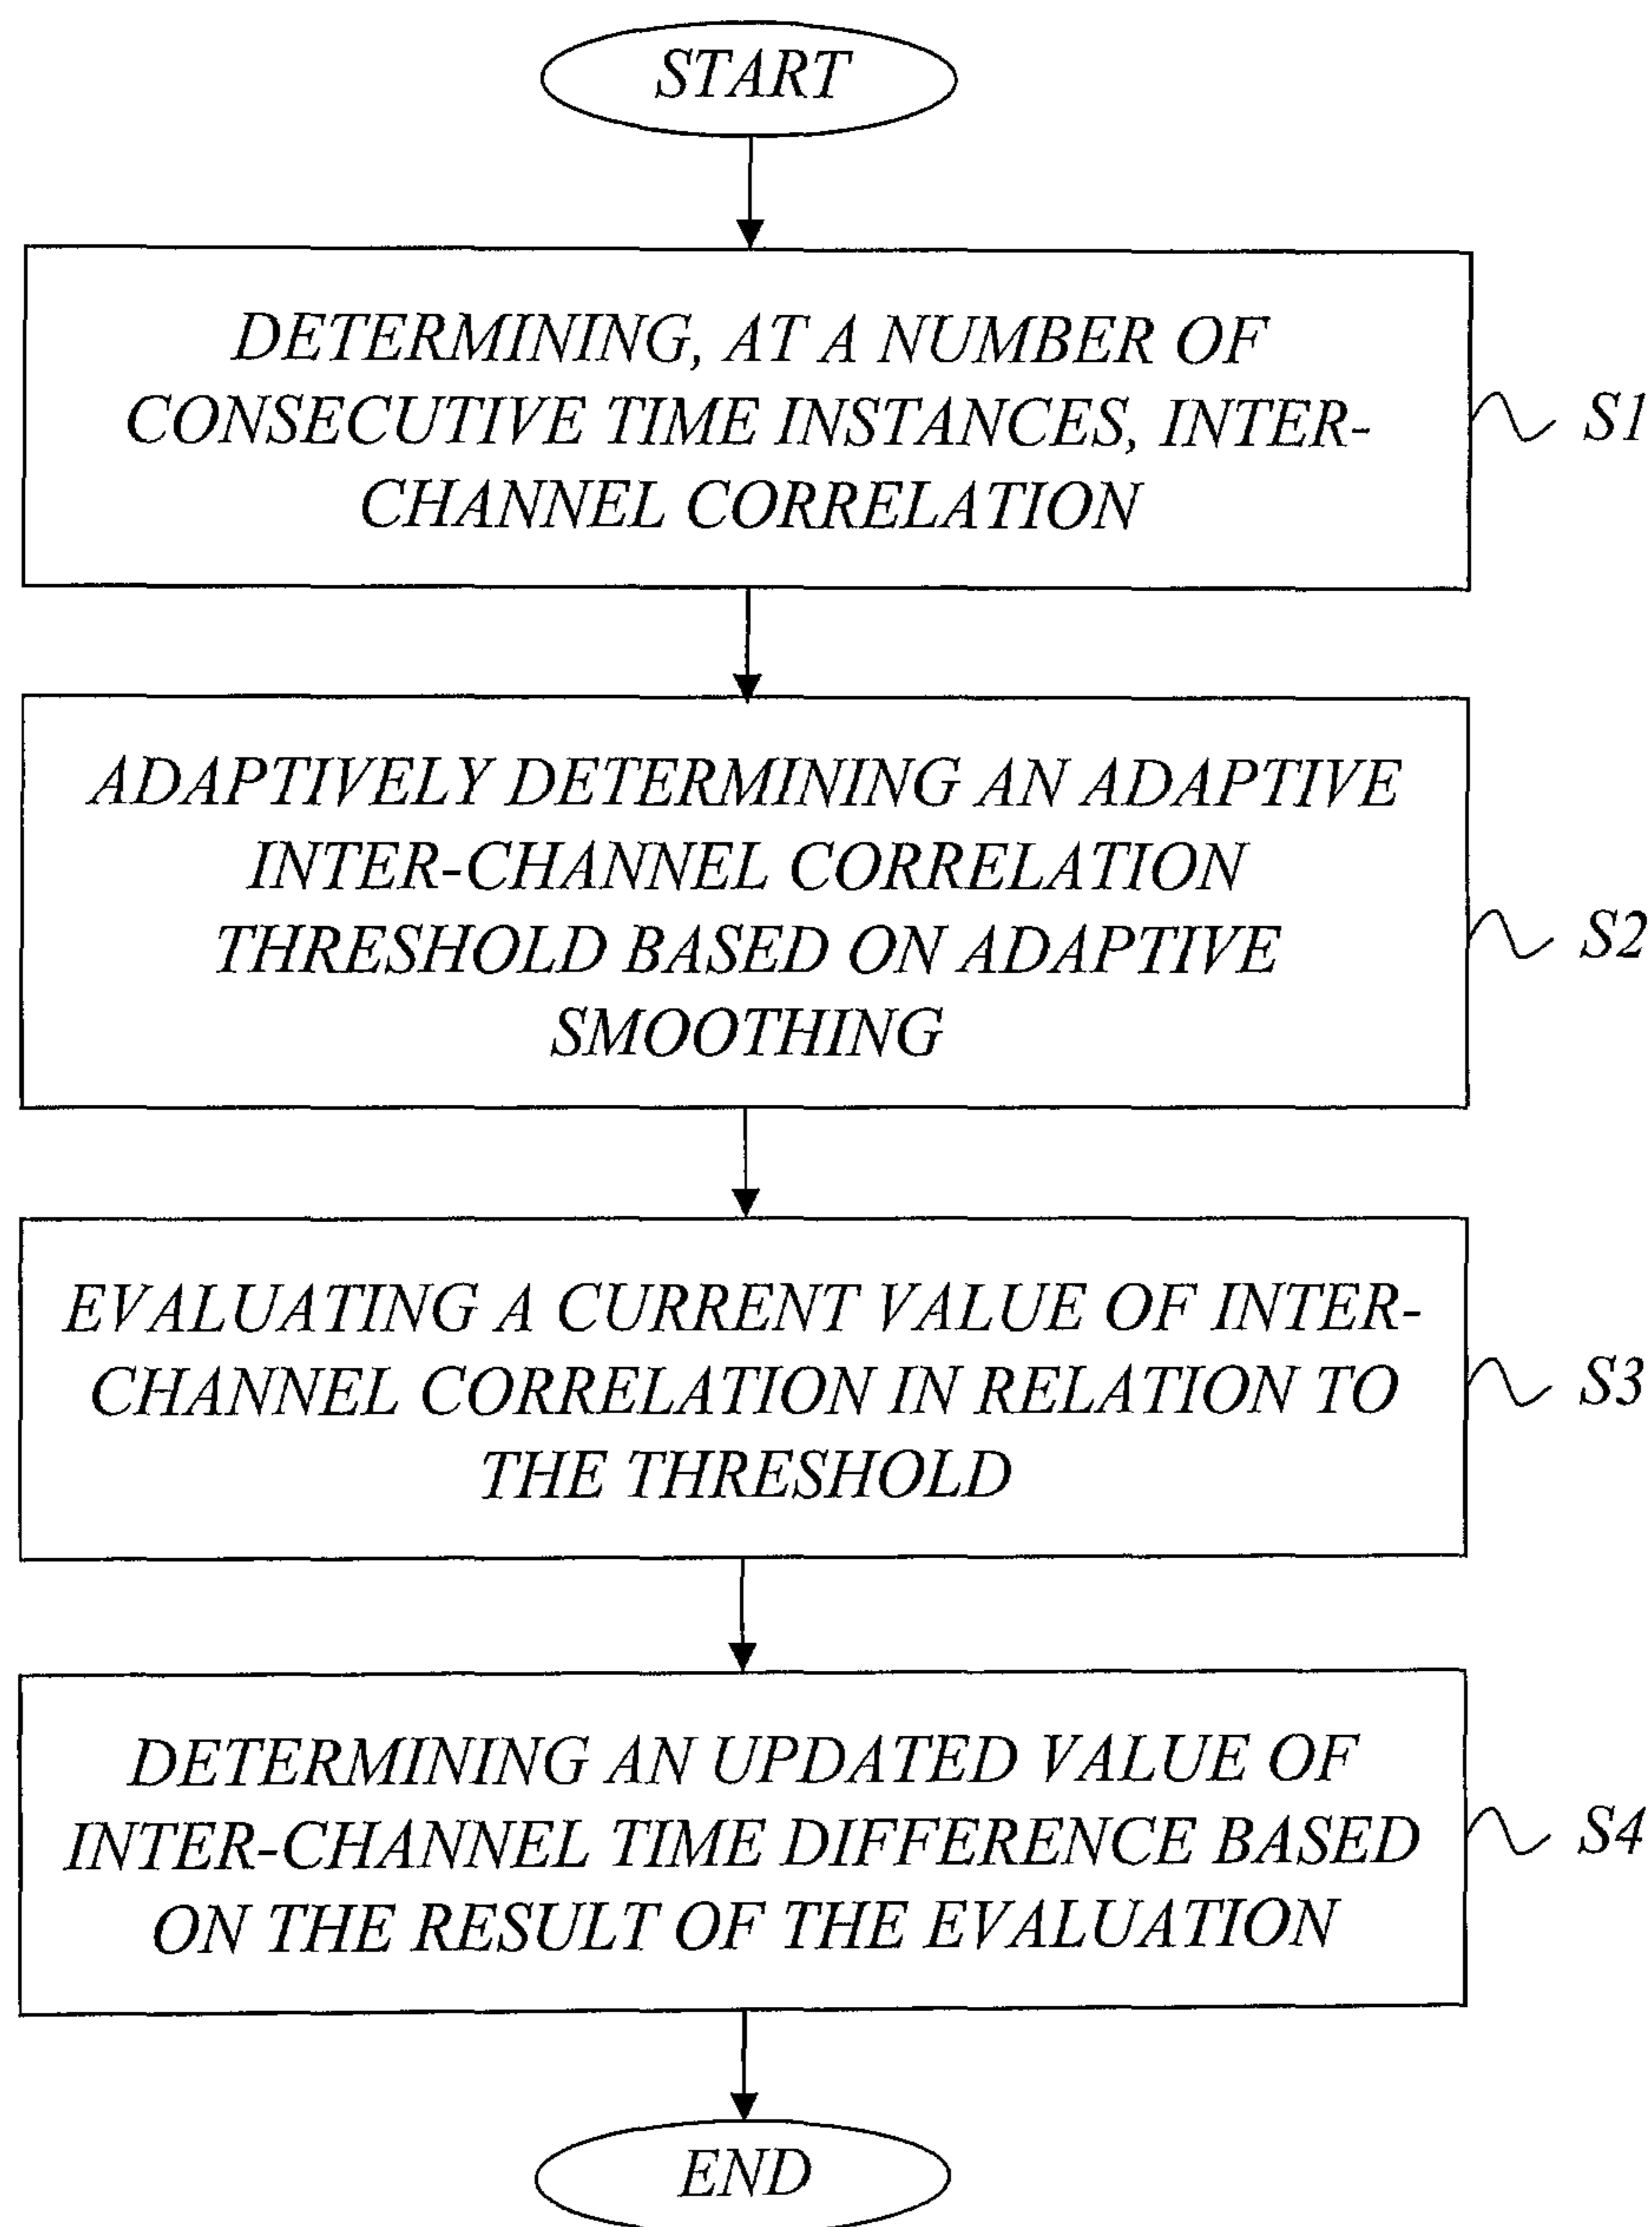 START
DETERMINING, AT A NUMBER OF
CONSECUTIVE TIME INSTANCES, INTER-
CHANNEL CORRELATION
S1
ADAPTIVELY DETERMINING AN ADAPTIVE
INTER-CHANNEL CORRELATION
THRESHOLD BASED ON ADAPTIVE
SMOOTHING
S2
EVALUATING A CURRENT VALUE OF INTER-
CHANNEL CORRELATION IN RELATION TO
THE THRESHOLD
S3
DETERMINING AN UPDATED VALUE OF
INTER-CHANNEL TIME DIFFERENCE BASED
ON THE RESULT OF THE EVALUATION
S4
END